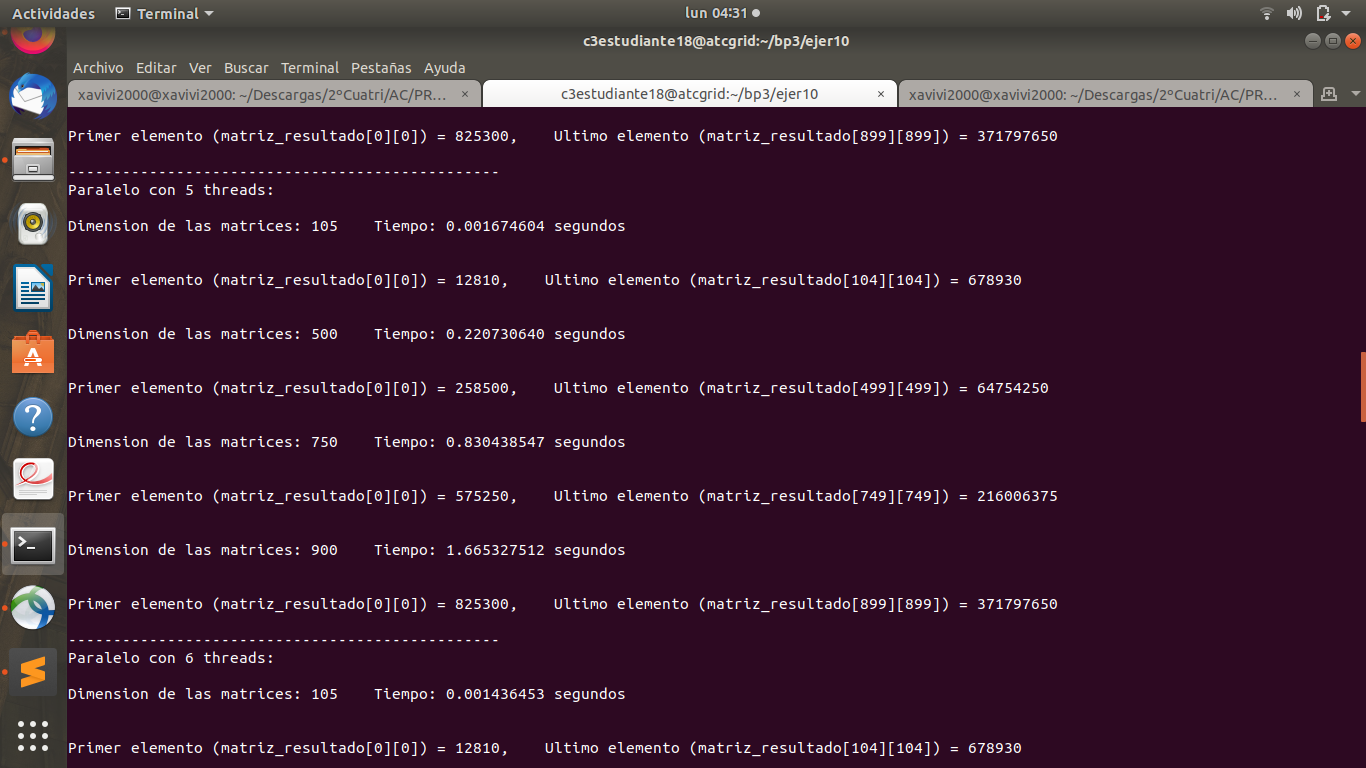 Actividades Terminal lun 04:31
c3estudiante18@atcgrid:~/bp3/ejer10
Archivo Editar Ver Buscar Terminal Pestañas Ayuda
xavivi2000@xavivi2000: ~/Descargas/2ºCuatri/AC/PR... × c3estudiante18@atcgrid:~/bp3/ejer10 × xavivi2000@xavivi2000: ~/Descargas/2ºCuatri/AC/PR... ×
Primer elemento (matriz_resultado[0][0]) = 825300,    Ultimo elemento (matriz_resultado[899][899]) = 371797650
------------------------------------------------
Paralelo con 5 threads:
Dimension de las matrices: 105    Tiempo: 0.001674604 segundos
Primer elemento (matriz_resultado[0][0]) = 12810,    Ultimo elemento (matriz_resultado[104][104]) = 678930
Dimension de las matrices: 500    Tiempo: 0.220730640 segundos
Primer elemento (matriz_resultado[0][0]) = 258500,    Ultimo elemento (matriz_resultado[499][499]) = 64754250
Dimension de las matrices: 750    Tiempo: 0.830438547 segundos
Primer elemento (matriz_resultado[0][0]) = 575250,    Ultimo elemento (matriz_resultado[749][749]) = 216006375
Dimension de las matrices: 900    Tiempo: 1.665327512 segundos
Primer elemento (matriz_resultado[0][0]) = 825300,    Ultimo elemento (matriz_resultado[899][899]) = 371797650
------------------------------------------------
Paralelo con 6 threads:
Dimension de las matrices: 105    Tiempo: 0.001436453 segundos
Primer elemento (matriz_resultado[0][0]) = 12810,    Ultimo elemento (matriz_resultado[104][104]) = 678930